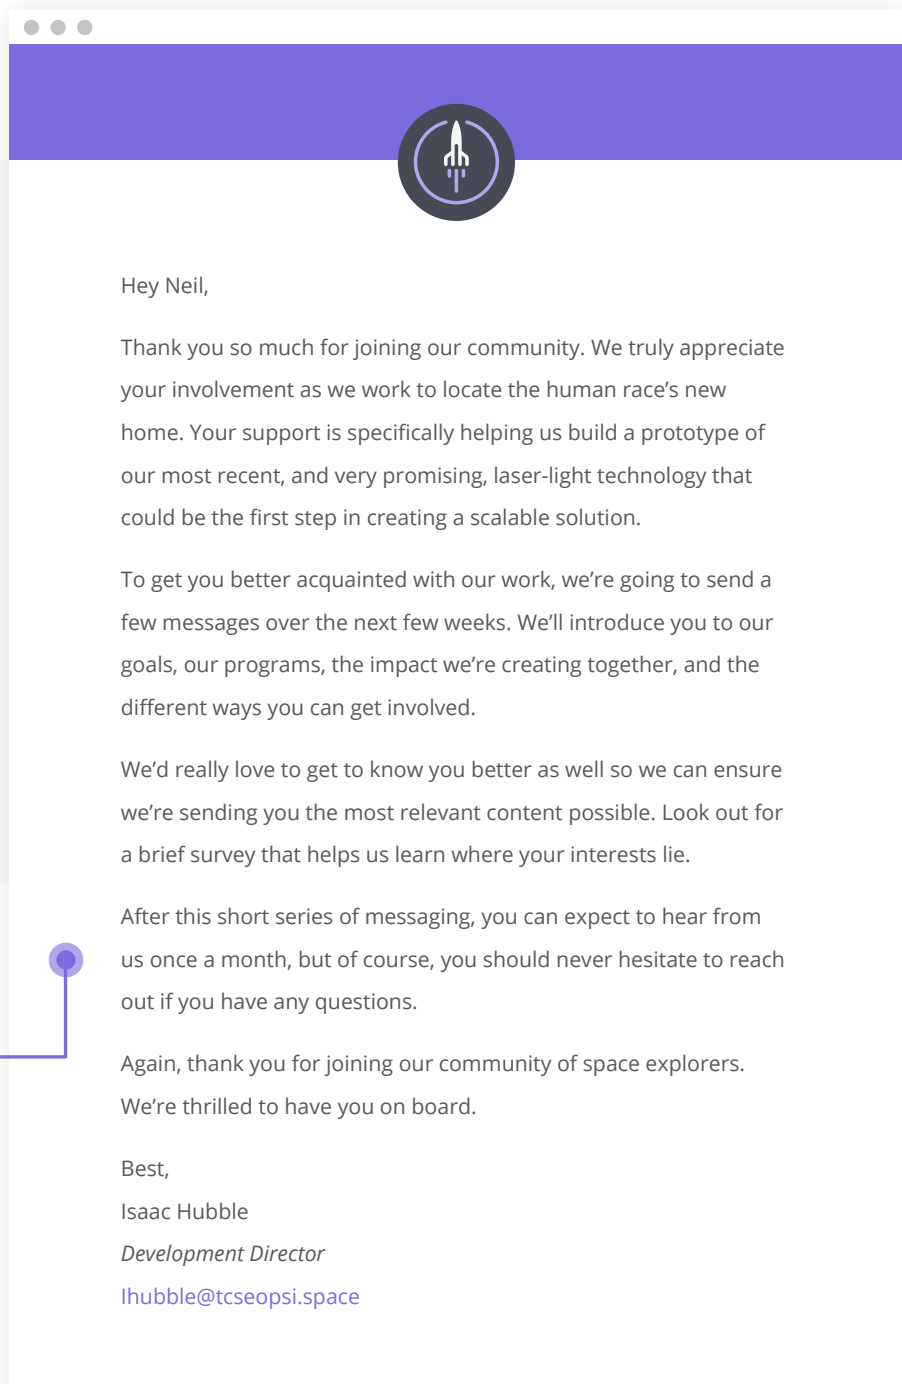 Hey Neil,
Thank you so much for joining our community. We truly appreciate
your involvement as we work to locate the human race’s new
home. Your support is specifically helping us build a prototype of
our most recent, and very promising, laser-light technology that
could be the first step in creating a scalable solution.
To get you better acquainted with our work, we’re going to send a
few messages over the next few weeks. We’ll introduce you to our
goals, our programs, the impact we’re creating together, and the
different ways you can get involved.
We’d really love to get to know you better as well so we can ensure
we’re sending you the most relevant content possible. Look out for
a brief survey that helps us learn where your interests lie.
After this short series of messaging, you can expect to hear from
us once a month, but of course, you should never hesitate to reach
out if you have any questions.
Again, thank you for joining our community of space explorers.
We’re thrilled to have you on board.
Best,
Isaac Hubble
Development Director
Ihubble@tcseopsi.space